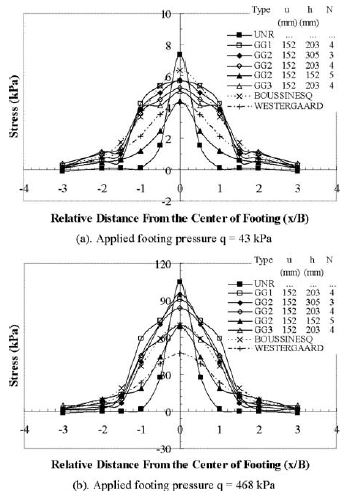 Type u h N
(mm) (mm)
UNR ... ... ...
GG1 152 203 4
GG2 152 305 3
GG2 152 203 4
GG2 152 152 5
GG3 152 203 4
BOUSSINESQ
WESTERGAARD
10
8
6
4
2
0
-2
Stress (kPa)
-4 -3 -2 -1 0 1 2 3 4
Relative Distance From the Center of Footing (x/B)
(a). Applied footing pressure q = 43 kPa
Type u h N
(mm) (mm)
UNR ... ... ...
GG1 152 203 4
GG2 152 305 3
GG2 152 203 4
GG2 152 152 5
GG3 152 203 4
BOUSSINESQ
WESTERGAARD
120
90
60
30
0
-30
Stress (kPa)
-4 -3 -2 -1 0 1 2 3 4
Relative Distance From the Center of Footing (x/B)
(b). Applied footing pressure q = 468 kPa